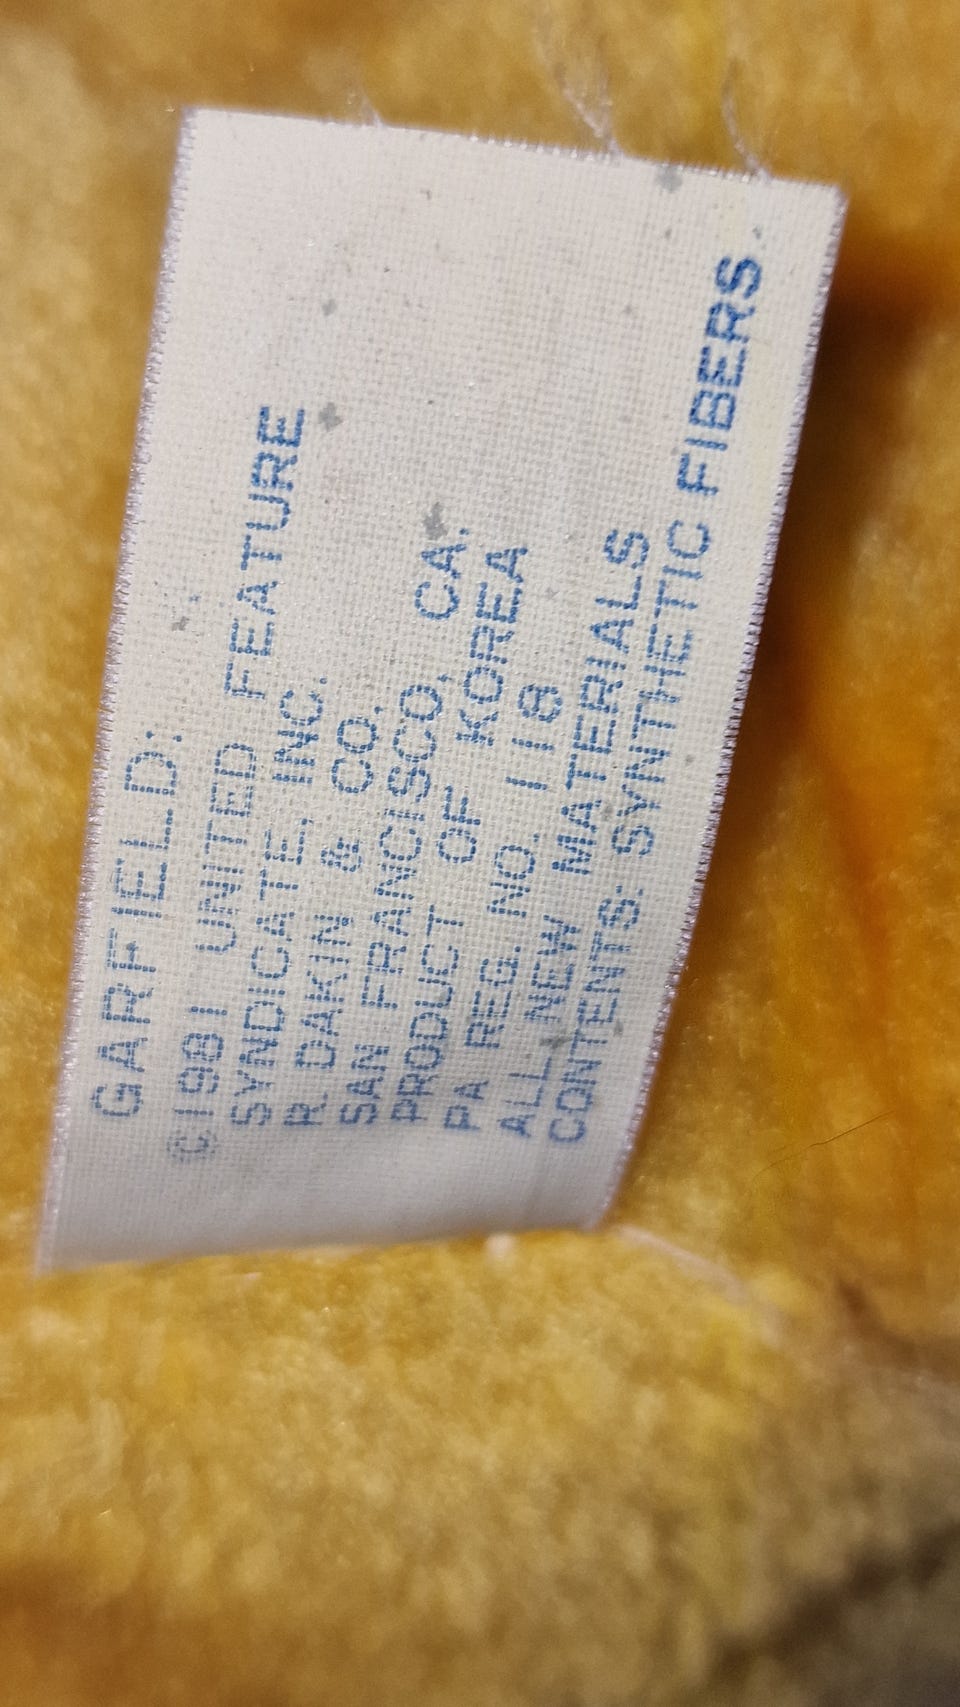 GARFIELD:
©1981 UNITED FEATURE
SYNDICATE, INC.
R. DAKIN & CO.
SAN FRANCISCO, CA.
PRODUCT OF KOREA
PA REG. NO. 118
ALL NEW MATERIALS
CONTENTS: SYNTHETIC FIBERS.